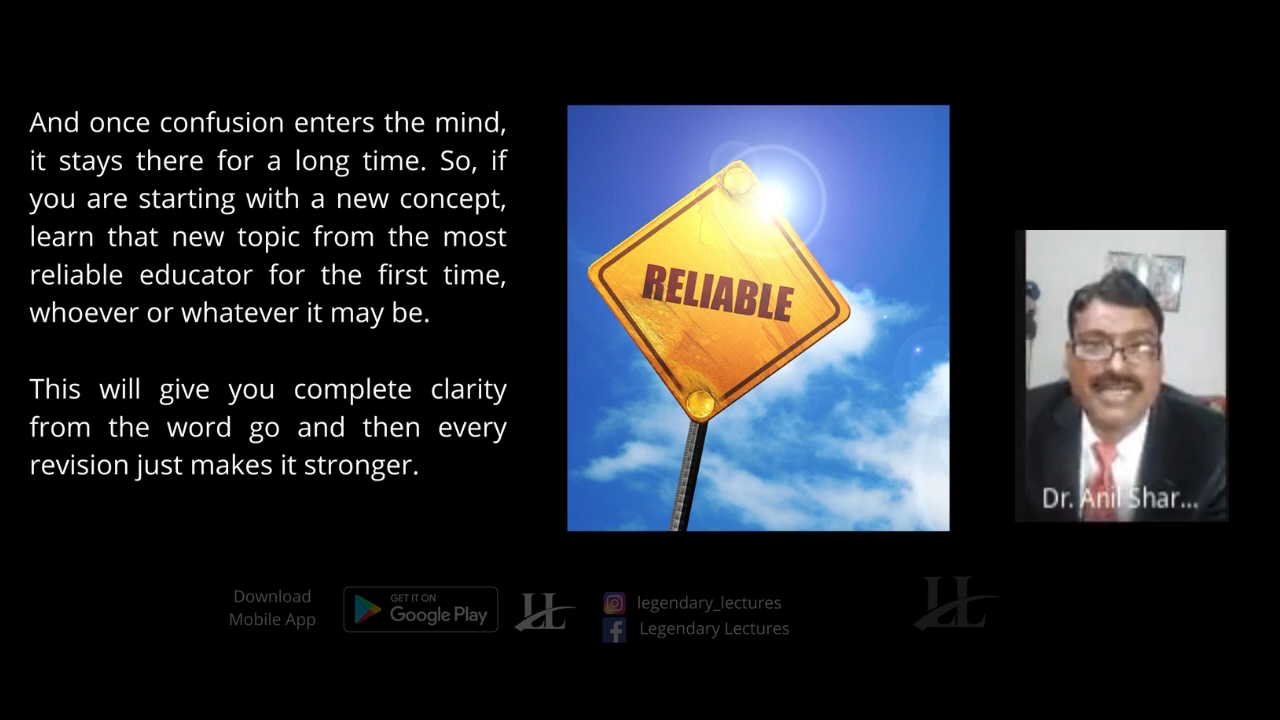 And once confusion enters the mind,
it stays there for a long time. So, if
you are starting with a new concept,
learn that new topic from the most
reliable educator for the first time,
whoever or whatever it may be.
This will give you complete clarity
from the word go and then every
revision just makes it stronger.
RELIABLE
Dr. Anil Shar...
Download
Mobile App
GET IT ON
Google Play
LL
legendary_lectures
Legendary Lectures
LL